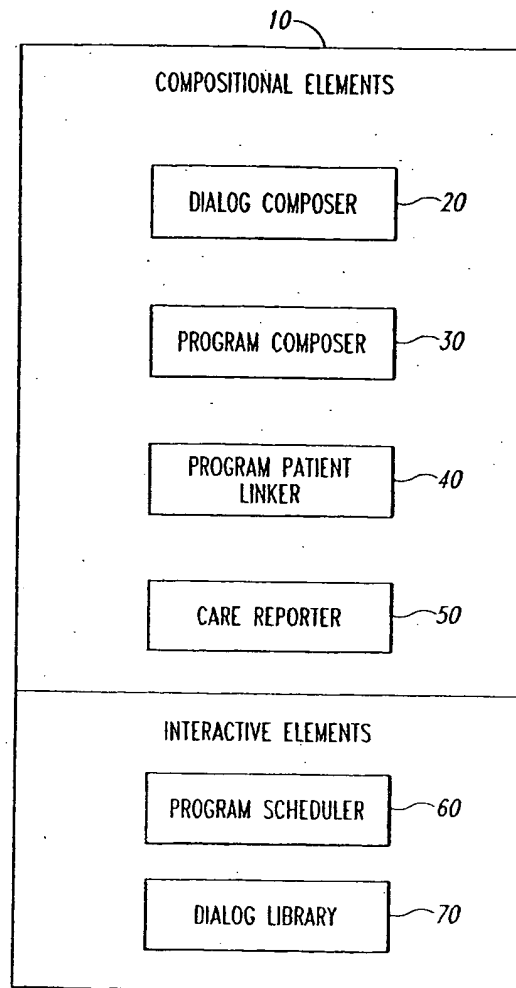 10
COMPOSITIONAL ELEMENTS
DIALOG COMPOSER 20
PROGRAM COMPOSER 30
PROGRAM PATIENT
LINKER 40
CARE REPORTER 50
INTERACTIVE ELEMENTS
PROGRAM SCHEDULER 60
DIALOG LIBRARY 70